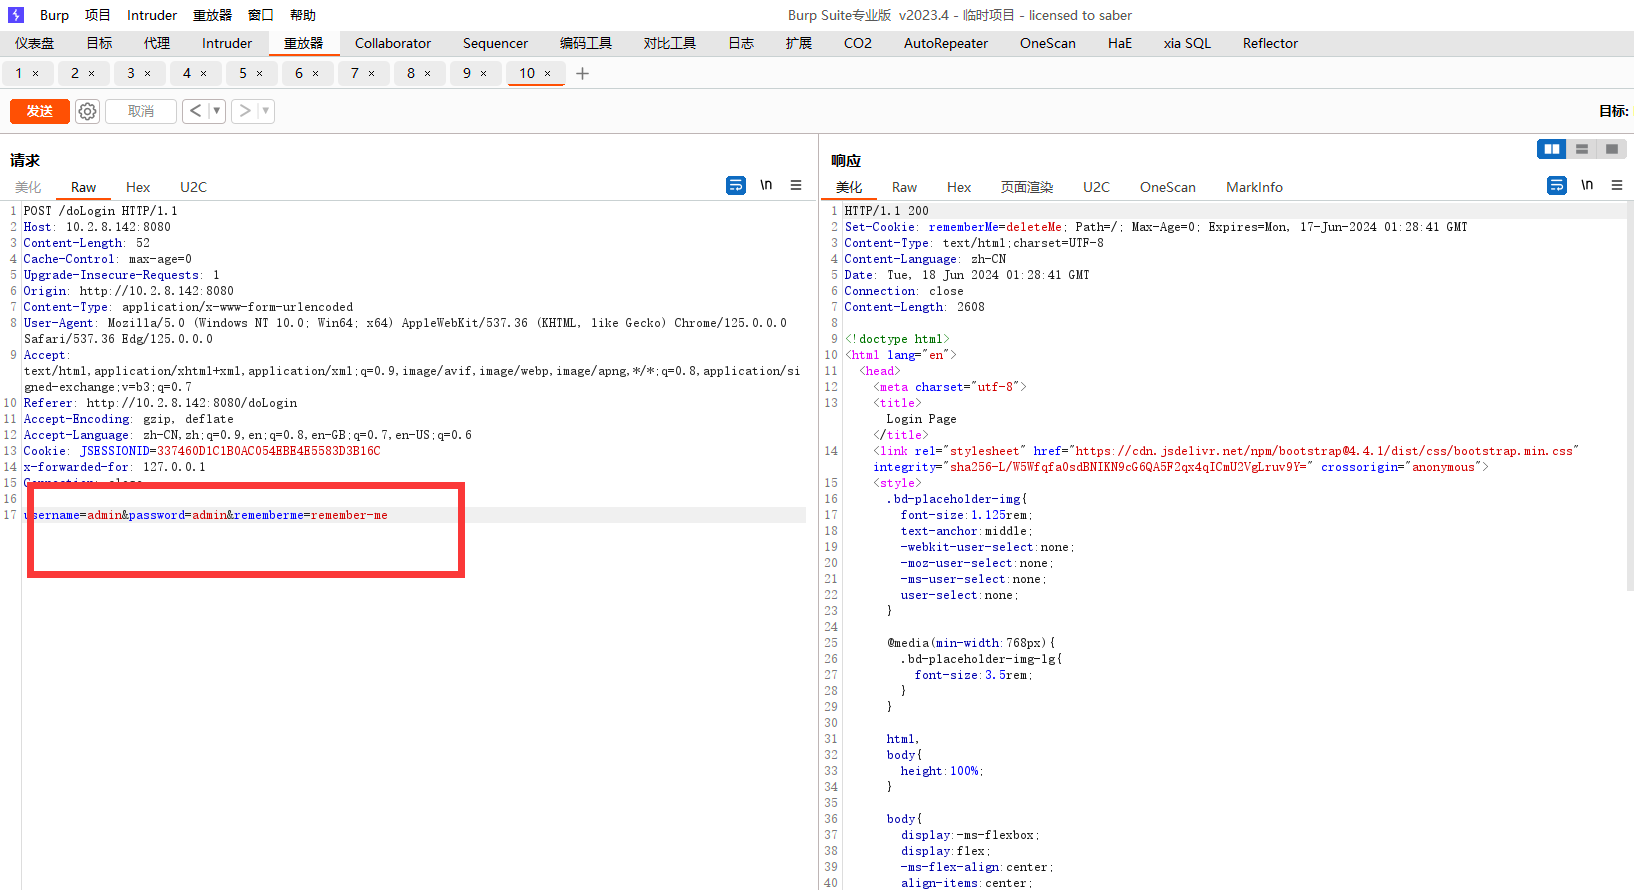 Burp 项目 Intruder 重放器 窗口 帮助 Burp Suite专业版 v2023.4 - 临时项目 - licensed to saber
仪表盘 目标 代理 Intruder 重放器 Collaborator Sequencer 编码工具 对比工具 日志 扩展 CO2 AutoRepeater OneScan HaE xia SQL Reflector
1 × 2 × 3 × 4 × 5 × 6 × 7 × 8 × 9 × 10 × +
发送 取消 < ▼ > ▼ 目标:
请求
美化 Raw Hex U2C \n
1 POST /doLogin HTTP/1.1
2 Host: 10.2.8.142:8080
3 Content-Length: 52
4 Cache-Control: max-age=0
5 Upgrade-Insecure-Requests: 1
6 Origin: http://10.2.8.142:8080
7 Content-Type: application/x-www-form-urlencoded
8 User-Agent: Mozilla/5.0 (Windows NT 10.0; Win64; x64) AppleWebKit/537.36 (KHTML, like Gecko) Chrome/125.0.0.0
Safari/537.36 Edg/125.0.0.0
9 Accept:
text/html,application/xhtml+xml,application/xml;q=0.9,image/avif,image/webp,image/apng,*/*;q=0.8,application/si
gned-exchange;v=b3;q=0.7
10 Referer: http://10.2.8.142:8080/doLogin
11 Accept-Encoding: gzip, deflate
12 Accept-Language: zh-CN,zh;q=0.9,en;q=0.8,en-GB;q=0.7,en-US;q=0.6
13 Cookie: JSESSIONID=337460D1C1B0AC054EBE4E5583D3B16C
14 x-forwarded-for: 127.0.0.1
15 Connection: close
16
17 username=admin&password=admin&rememberme=remember-me
响应
美化 Raw Hex 页面渲染 U2C OneScan MarkInfo \n
1 HTTP/1.1 200
2 Set-Cookie: rememberMe=deleteMe; Path=/; Max-Age=0; Expires=Mon, 17-Jun-2024 01:28:41 GMT
3 Content-Type: text/html;charset=UTF-8
4 Content-Language: zh-CN
5 Date: Tue, 18 Jun 2024 01:28:41 GMT
6 Connection: close
7 Content-Length: 2608
8
9 <!doctype html>
10 <html lang="en">
11 <head>
12 <meta charset="utf-8">
13 <title>
Login Page
</title>
14 <link rel="stylesheet" href="https://cdn.jsdelivr.net/npm/bootstrap@4.4.1/dist/css/bootstrap.min.css"
integrity="sha256-L/W5Wfqfa0sdBNIKN9cG6QA5F2qx4qICmU2VgLruv9Y=" crossorigin="anonymous">
15 <style>
16 .bd-placeholder-img{
17 font-size:1.125rem;
18 text-anchor:middle;
19 -webkit-user-select:none;
20 -moz-user-select:none;
21 -ms-user-select:none;
22 user-select:none;
23 }
24
25 @media(min-width:768px){
26 .bd-placeholder-img-lg{
27 font-size:3.5rem;
28 }
29 }
30
31 html,
32 body{
33 height:100%;
34 }
35
36 body{
37 display:-ms-flexbox;
38 display:flex;
39 -ms-flex-align:center;
40 align-items:center;